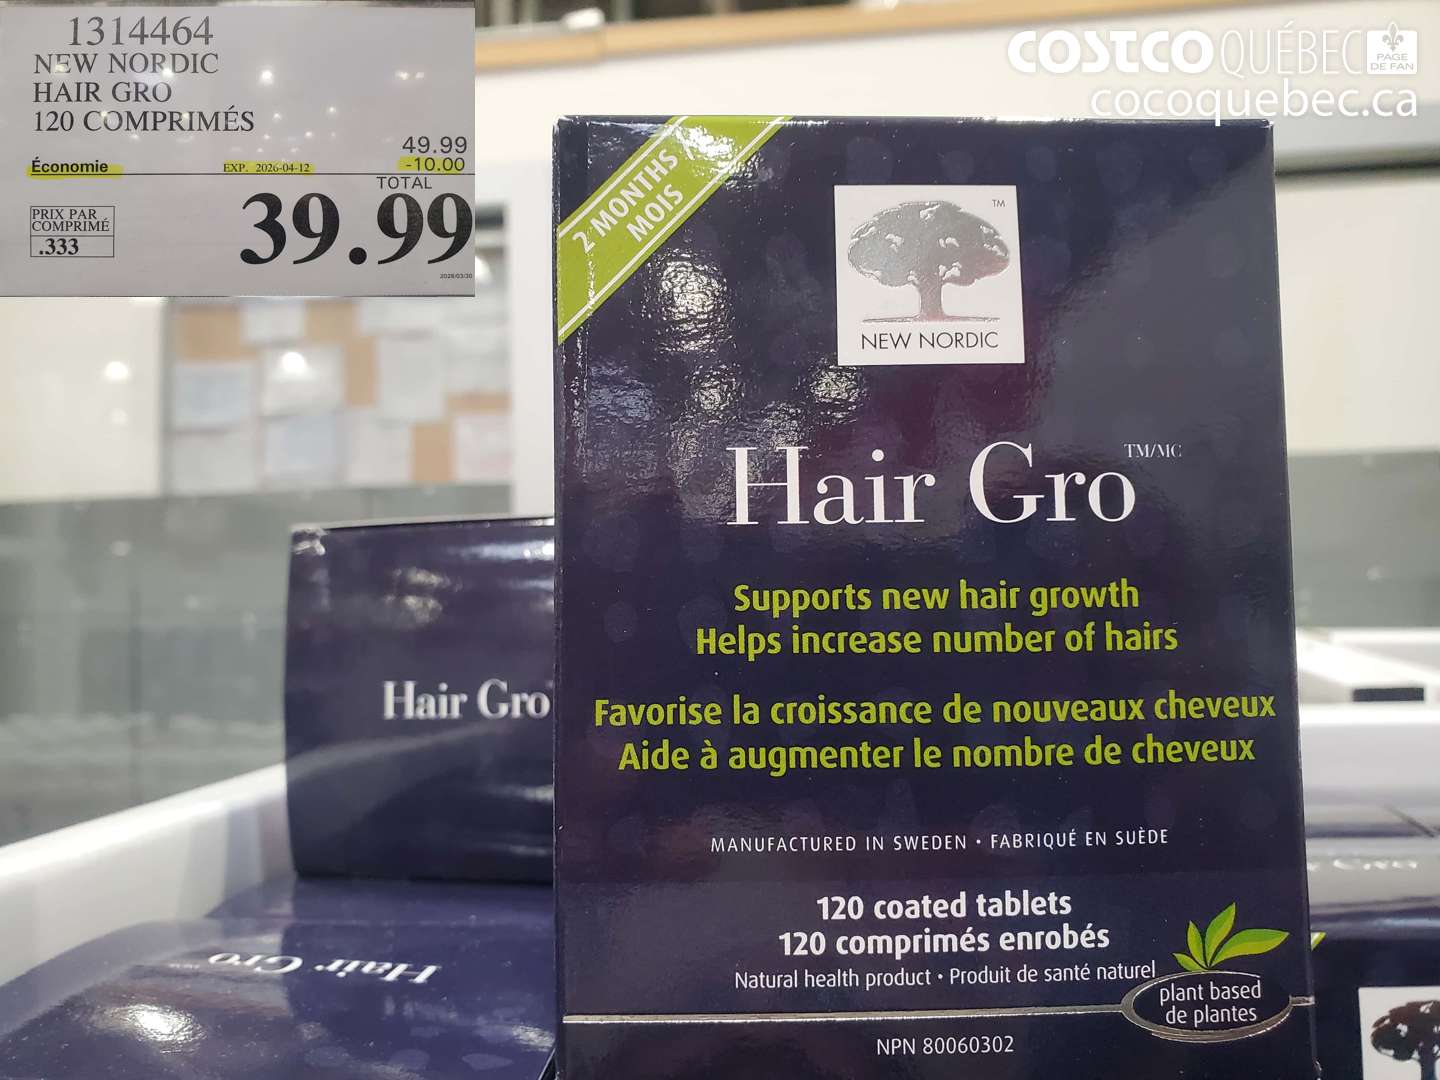 1314464
NEW NORDIC
HAIR GRO
120 COMPRIMÉS
49.99
Économie EXP. 2026-04-12 -10.00
TOTAL
39.99
PRIX PAR
COMPRIMÉ
.333
COSTCO QUÉBEC PAGE DE FAN
cocoquebec.ca
2 MONTHS
MOIS
TM
NEW NORDIC
Hair Gro TM/MC
Supports new hair growth
Helps increase number of hairs
Favorise la croissance de nouveaux cheveux
Aide à augmenter le nombre de cheveux
MANUFACTURED IN SWEDEN • FABRIQUÉ EN SUÈDE
120 coated tablets
120 comprimés enrobés
Natural health product • Produit de santé naturel
plant based
de plantes
NPN 80060302
Hair Gro
Hair Gro